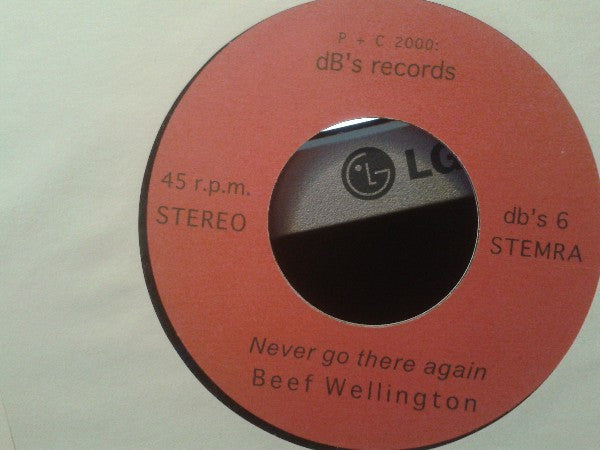 P + C 2000:
dB's records
LG
45 r.p.m.
STEREO
db's 6
STEMRA
Never go there again
Beef Wellington